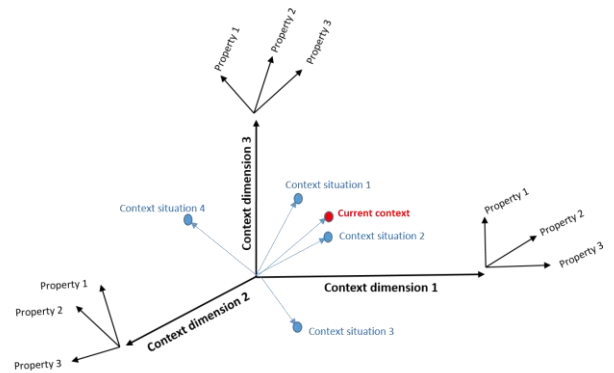 Property 1
Property 2
Property 3
Context dimension 3
Context situation 1
Context situation 4
Current context
Context situation 2
Property 1
Property 2
Property 3
Context dimension 1
Property 1
Property 2
Property 3
Context dimension 2
Context situation 3